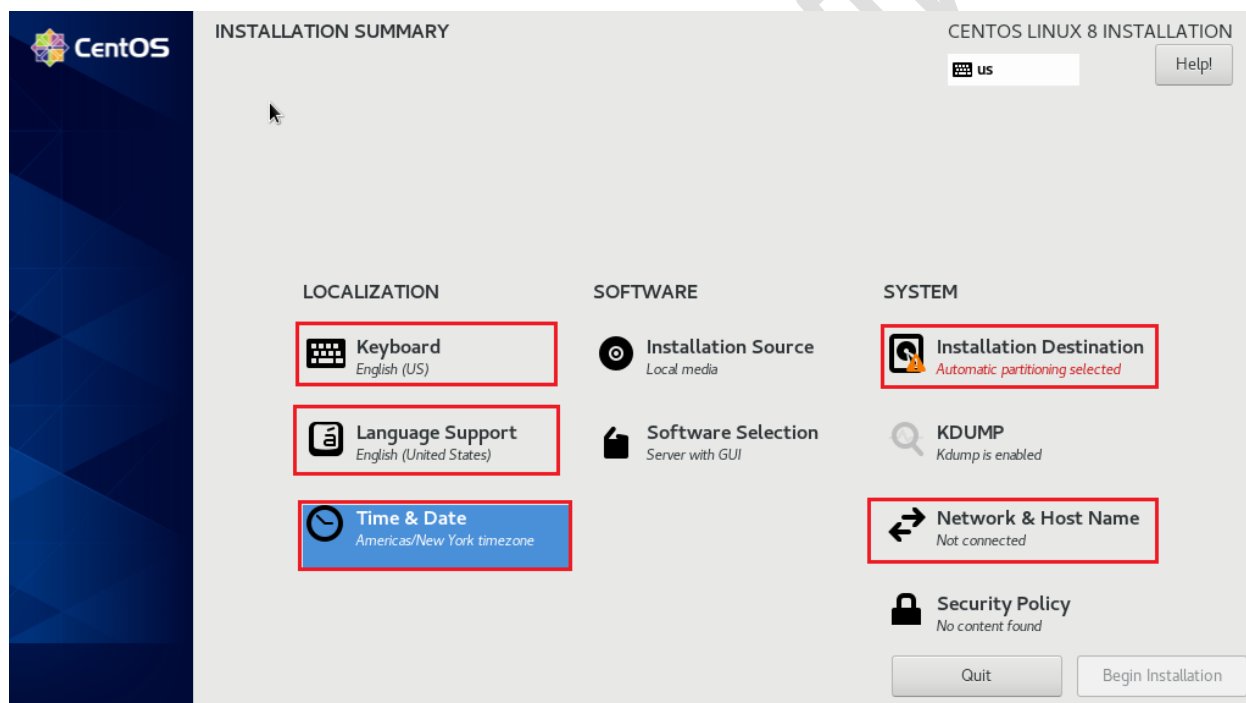 CentOS
INSTALLATION SUMMARY
CENTOS LINUX 8 INSTALLATION
us
Help!
LOCALIZATION
Keyboard
English (US)
Language Support
English (United States)
Time & Date
Americas/New York timezone
SOFTWARE
Installation Source
Local media
Software Selection
Server with GUI
SYSTEM
Installation Destination
Automatic partitioning selected
KDUMP
Kdump is enabled
Network & Host Name
Not connected
Security Policy
No content found
Quit
Begin Installation